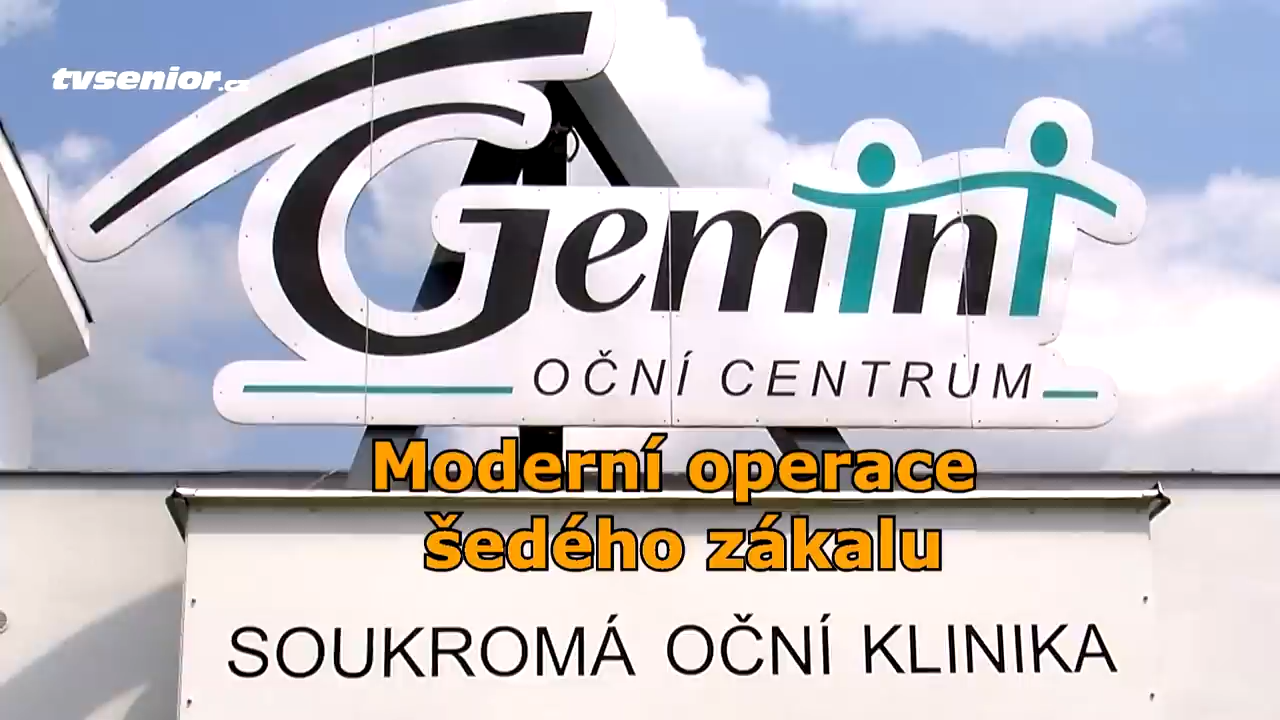 tvsenior.cz
Gemini
OČNÍ CENTRUM
Moderní operace
šedého zákalu
SOUKROMÁ OČNÍ KLINIKA